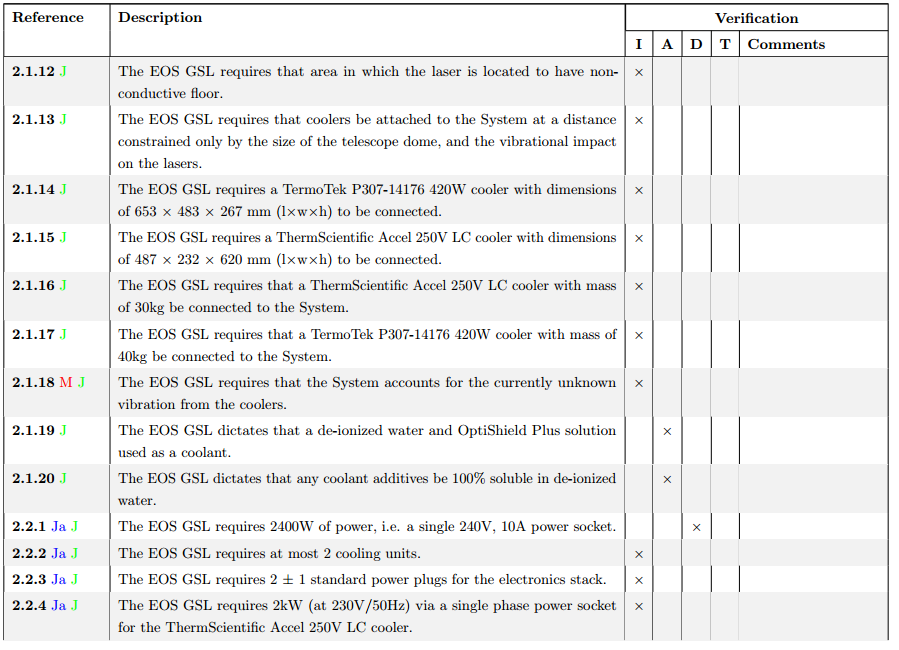 Reference Description Verification
I A D T Comments
2.1.12 J The EOS GSL requires that area in which the laser is located to have non- ×
conductive floor.
2.1.13 J The EOS GSL requires that coolers be attached to the System at a distance ×
constrained only by the size of the telescope dome, and the vibrational impact
on the lasers.
2.1.14 J The EOS GSL requires a TermoTek P307-14176 420W cooler with dimensions ×
of 653 × 483 × 267 mm (l×w×h) to be connected.
2.1.15 J The EOS GSL requires a ThermScientific Accel 250V LC cooler with dimensions ×
of 487 × 232 × 620 mm (l×w×h) to be connected.
2.1.16 J The EOS GSL requires that a ThermScientific Accel 250V LC cooler with mass ×
of 30kg be connected to the System.
2.1.17 J The EOS GSL requires that a TermoTek P307-14176 420W cooler with mass of ×
40kg be connected to the System.
2.1.18 M J The EOS GSL requires that the System accounts for the currently unknown ×
vibration from the coolers.
2.1.19 J The EOS GSL dictates that a de-ionized water and OptiShield Plus solution ×
used as a coolant.
2.1.20 J The EOS GSL dictates that any coolant additives be 100% soluble in de-ionized ×
water.
2.2.1 Ja J The EOS GSL requires 2400W of power, i.e. a single 240V, 10A power socket. ×
2.2.2 Ja J The EOS GSL requires at most 2 cooling units. ×
2.2.3 Ja J The EOS GSL requires 2 ± 1 standard power plugs for the electronics stack. ×
2.2.4 Ja J The EOS GSL requires 2kW (at 230V/50Hz) via a single phase power socket ×
for the ThermScientific Accel 250V LC cooler.